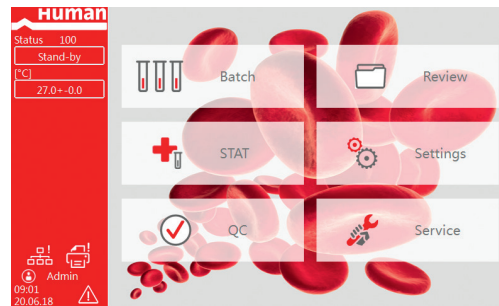 Human
Status 100
Stand-by
[°C]
27.0+-0.0
Admin
09:01
20.06.18
Batch
Review
STAT
Settings
QC
Service